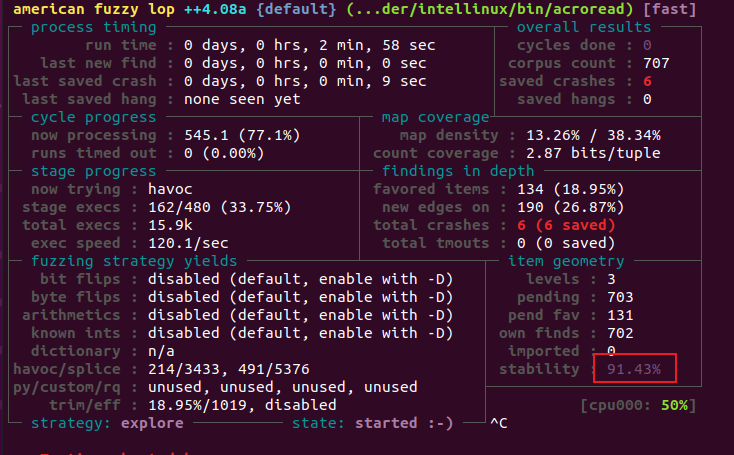 american fuzzy lop ++4.08a {default} (...der/intellinux/bin/acroread) [fast]
process timing overall results
run time : 0 days, 0 hrs, 2 min, 58 sec cycles done : 0
last new find : 0 days, 0 hrs, 0 min, 0 sec corpus count : 707
last saved crash : 0 days, 0 hrs, 0 min, 9 sec saved crashes : 6
last saved hang : none seen yet saved hangs : 0
cycle progress map coverage
now processing : 545.1 (77.1%) map density : 13.26% / 38.34%
runs timed out : 0 (0.00%) count coverage : 2.87 bits/tuple
stage progress findings in depth
now trying : havoc favored items : 134 (18.95%)
stage execs : 162/480 (33.75%) new edges on : 190 (26.87%)
total execs : 15.9k total crashes : 6 (6 saved)
exec speed : 120.1/sec total tmouts : 0 (0 saved)
fuzzing strategy yields item geometry
bit flips : disabled (default, enable with -D) levels : 3
byte flips : disabled (default, enable with -D) pending : 703
arithmetics : disabled (default, enable with -D) pend fav : 131
known ints : disabled (default, enable with -D) own finds : 702
dictionary : n/a imported : 0
havoc/splice : 214/3433, 491/5376 stability : 91.43%
py/custom/rq : unused, unused, unused, unused
trim/eff : 18.95%/1019, disabled [cpu000: 50%]
strategy: explore state: started :-) ^C